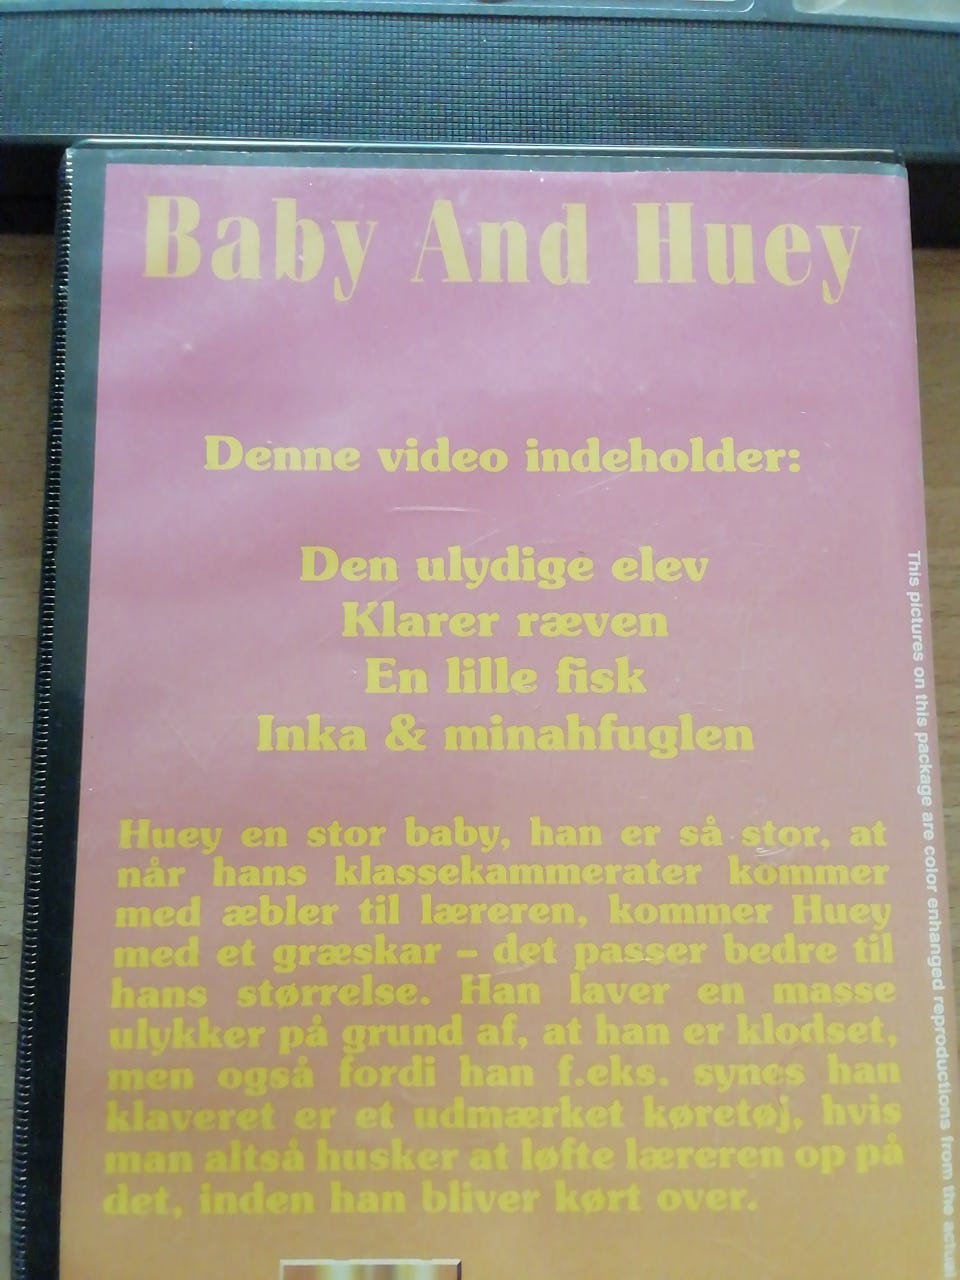 Baby And Huey
Denne video indeholder:
Den ulydige elev
Klarer ræven
En lille fisk
Inka & minahfuglen
Huey en stor baby, han er så stor, at
når hans klassekammerater kommer
med æbler til læreren, kommer Huey
med et græskar – det passer bedre til
hans størrelse. Han laver en masse
ulykker på grund af, at han er klodset,
men også fordi han f.eks. synes han
klaveret er et udmærket køretøj, hvis
man altså husker at løfte læreren op på
det, inden han bliver kørt over.
This pictures on this package are color enhanged reproductions from the actual